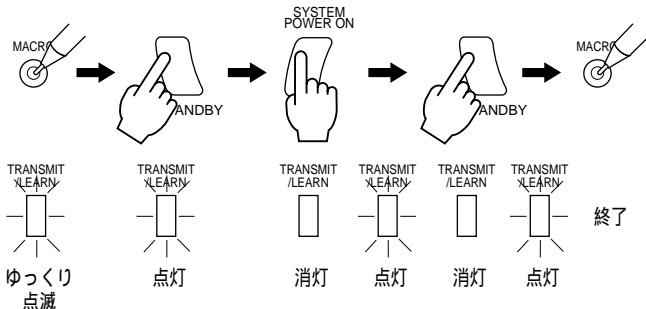 SYSTEM
POWER ON
MACRO
MACRO
ANDBY
ANDBY
TRANSMIT
/LEARN
TRANSMIT
/LEARN
TRANSMIT
/LEARN
TRANSMIT
/LEARN
TRANSMIT
/LEARN
TRANSMIT
/LEARN
終了
ゆっくり
点滅
点灯
消灯
点灯
消灯
点灯